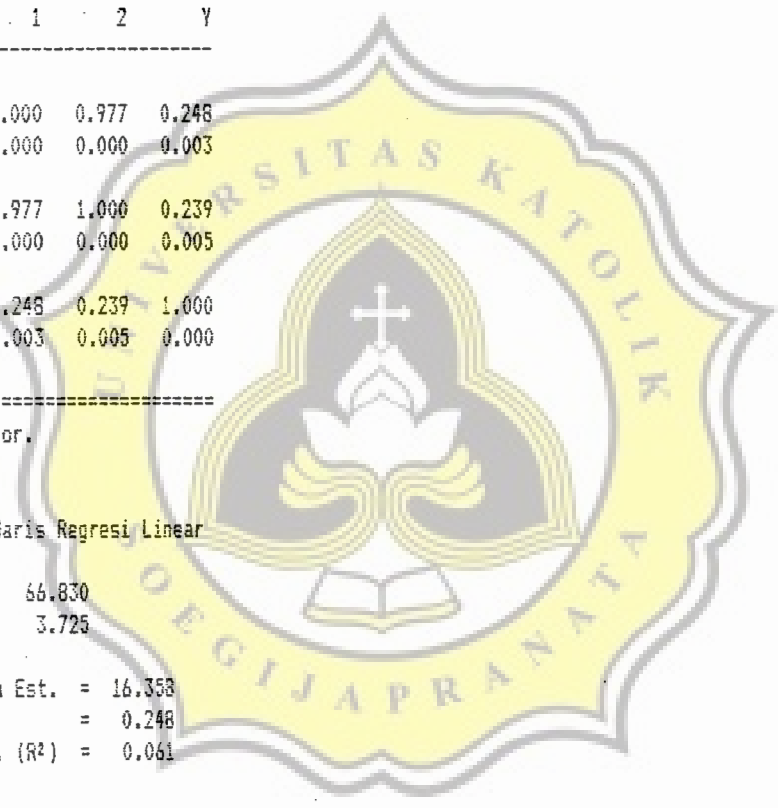 1 2 Y
--------------------
.000 0.977 0.248
.000 0.000 0.003
.977 1.000 0.239
.000 0.000 0.005
.248 0.239 1.000
.003 0.005 0.000
====================
or.
Garis Regresi Linear
66.830
3.725
Est. = 16.358
= 0.248
(R²) = 0.061
UNIVERSITAS KATOLIK
SOEGIJAPRANATA